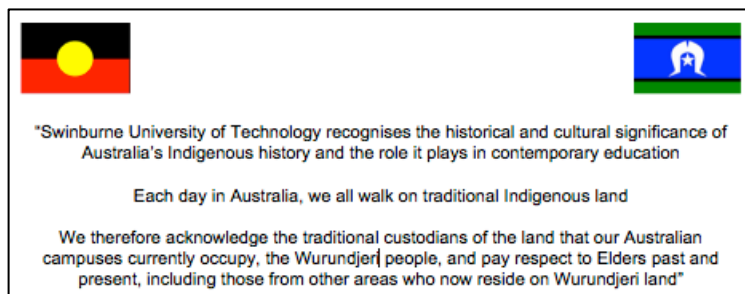 "Swinburne University of Technology recognises the historical and cultural significance of
Australia's Indigenous history and the role it plays in contemporary education
Each day in Australia, we all walk on traditional Indigenous land
We therefore acknowledge the traditional custodians of the land that our Australian
campuses currently occupy, the Wurundjeri people, and pay respect to Elders past and
present, including those from other areas who now reside on Wurundjeri land"